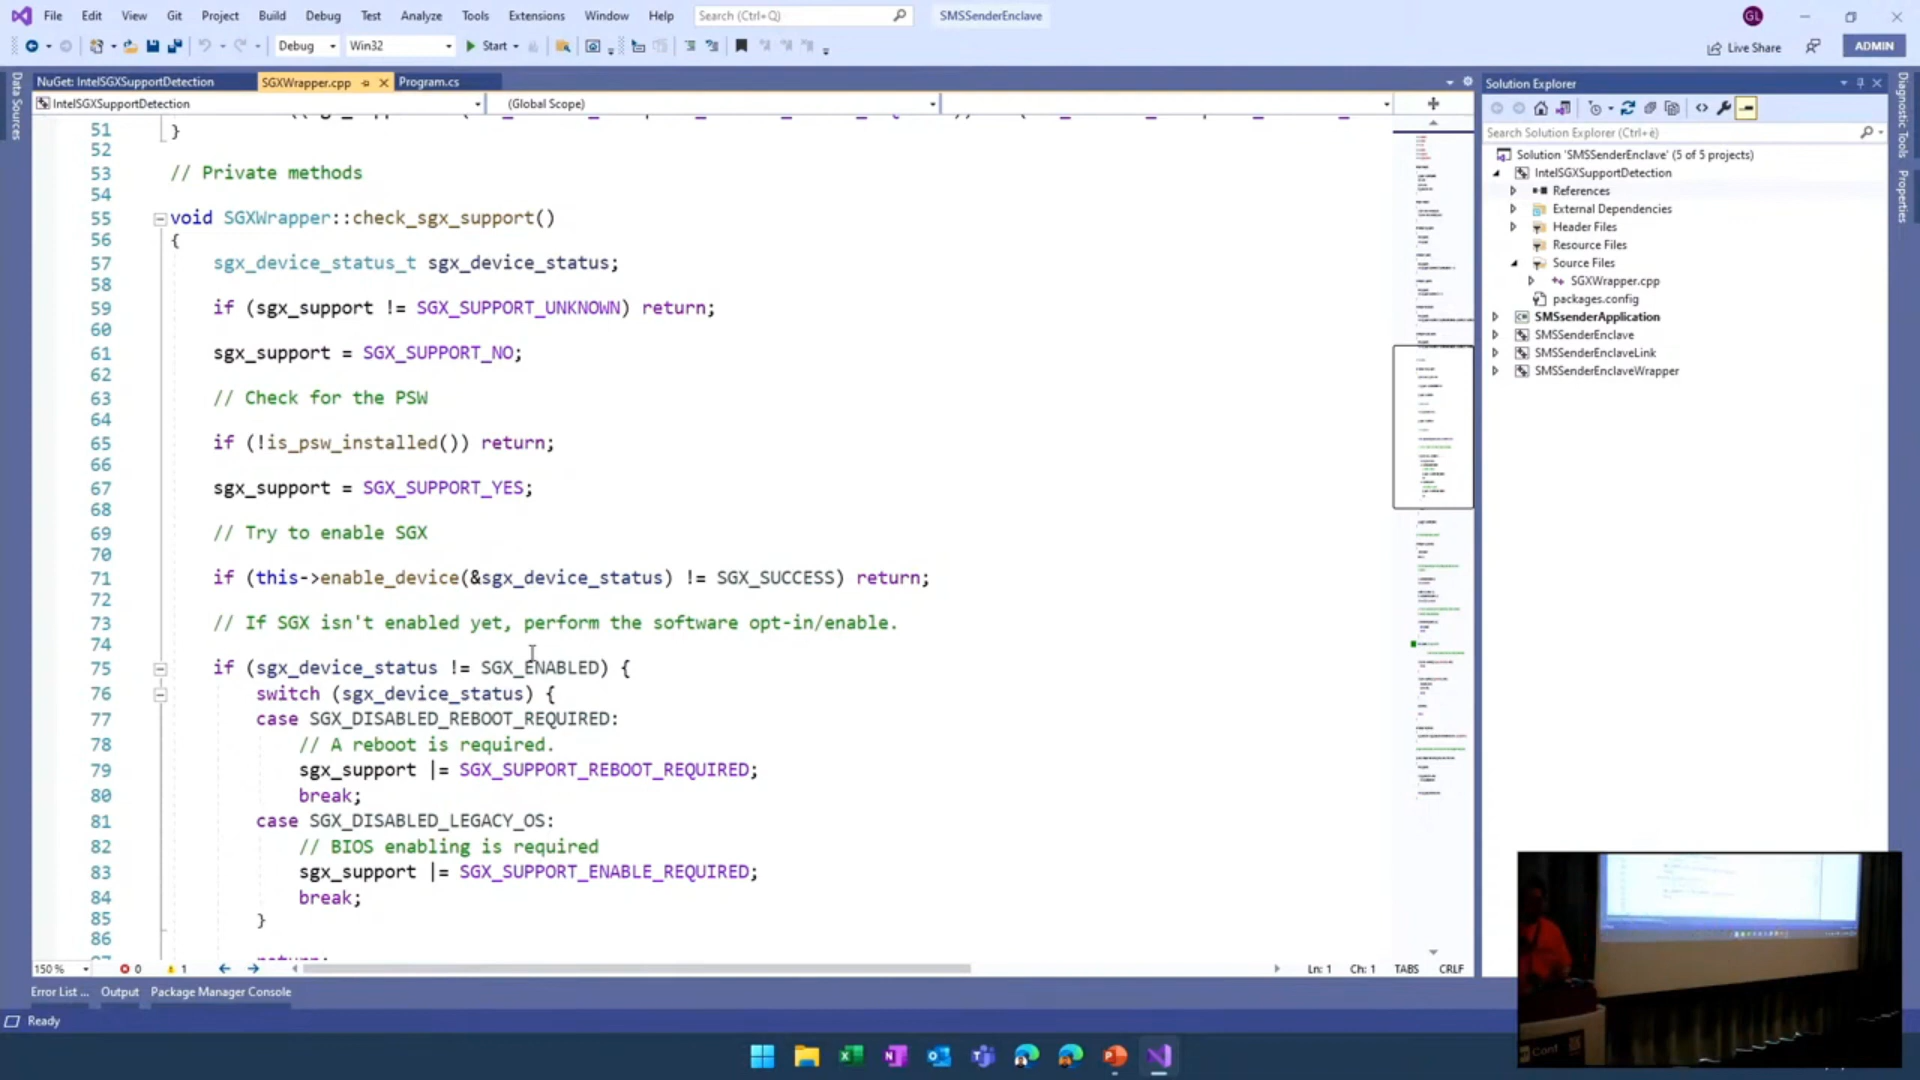 File Edit View Git Project Build Debug Test Analyze Tools Extensions Window Help Search (Ctrl+Q) SMSSenderEnclave GL
Debug Win32 Start Live Share ADMIN
NuGet: IntelSGXSupportDetection SGXWrapper.cpp Program.cs
IntelSGXSupportDetection (Global Scope)
51 }
52
53 // Private methods
54
55 void SGXWrapper::check_sgx_support()
56 {
57 sgx_device_status_t sgx_device_status;
58
59 if (sgx_support != SGX_SUPPORT_UNKNOWN) return;
60
61 sgx_support = SGX_SUPPORT_NO;
62
63 // Check for the PSW
64
65 if (!is_psw_installed()) return;
66
67 sgx_support = SGX_SUPPORT_YES;
68
69 // Try to enable SGX
70
71 if (this->enable_device(&sgx_device_status) != SGX_SUCCESS) return;
72
73 // If SGX isn't enabled yet, perform the software opt-in/enable.
74
75 if (sgx_device_status != SGX_ENABLED) {
76 switch (sgx_device_status) {
77 case SGX_DISABLED_REBOOT_REQUIRED:
78 // A reboot is required.
79 sgx_support |= SGX_SUPPORT_REBOOT_REQUIRED;
80 break;
81 case SGX_DISABLED_LEGACY_OS:
82 // BIOS enabling is required
83 sgx_support |= SGX_SUPPORT_ENABLE_REQUIRED;
84 break;
85 }
86
150 % 0 1 Ln: 1 Ch: 1 TABS CRLF
Error List ... Output Package Manager Console
Ready
Data Sources
Solution Explorer
Search Solution Explorer (Ctrl+è)
Solution 'SMSSenderEnclave' (5 of 5 projects)
IntelSGXSupportDetection
References
External Dependencies
Header Files
Resource Files
Source Files
SGXWrapper.cpp
packages.config
SMSsenderApplication
SMSSenderEnclave
SMSSenderEnclaveLink
SMSSenderEnclaveWrapper
Diagnostic Tools
Properties
Conf